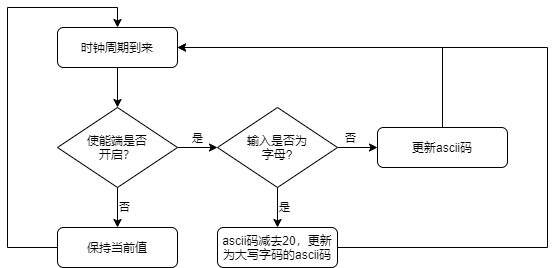 时钟周期到来
使能端是否
开启?
是
输入是否为
字母?
否
更新ascii码
否
是
保持当前值
ascii码减去20，更新
为大写字码的ascii码